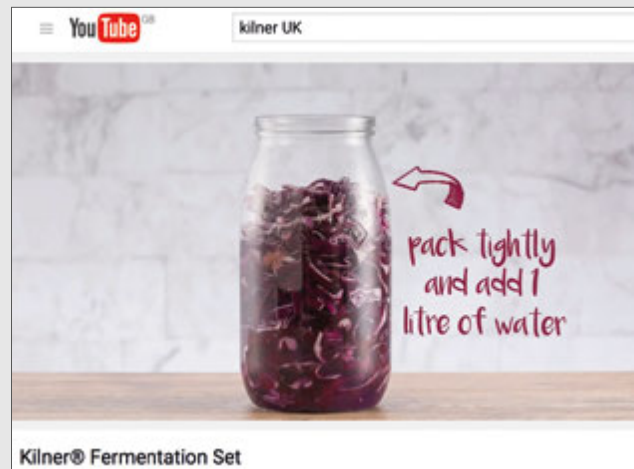 YouTube GB
kilner UK
pack tightly
and add 1
litre of water
Kilner® Fermentation Set